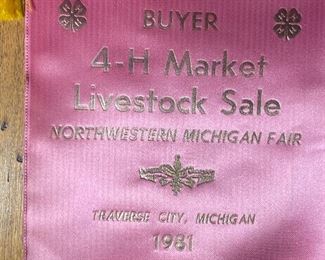 BUYER
4-H Market
Livestock Sale
NORTHWESTERN MICHIGAN FAIR
TRAVERSE CITY, MICHIGAN
1981